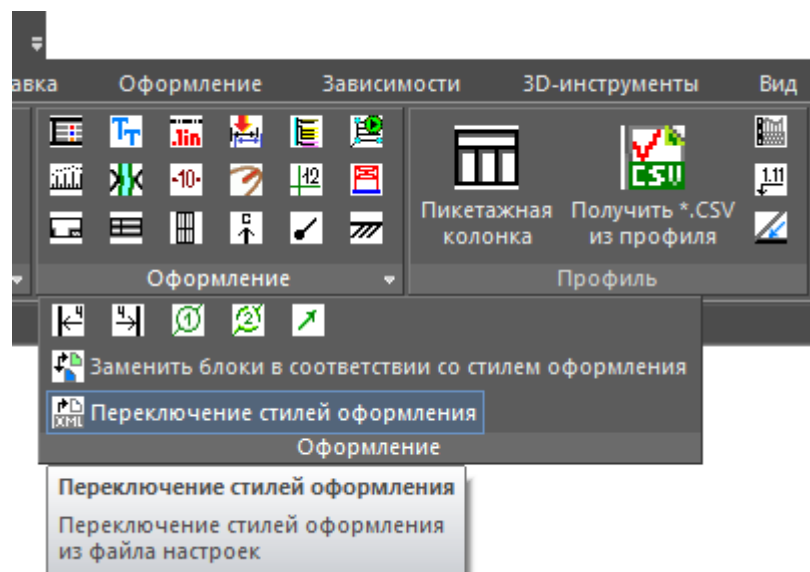 авка Оформление Зависимости 3D-инструменты Вид
.lin
-10-
12
1.11
CSV
Пикетажная
колонка
Получить *.CSV
из профиля
Оформление
Профиль
4 4 1 2
Заменить блоки в соответствии со стилем оформления
XML Переключение стилей оформления
Оформление
Переключение стилей оформления
Переключение стилей оформления
из файла настроек